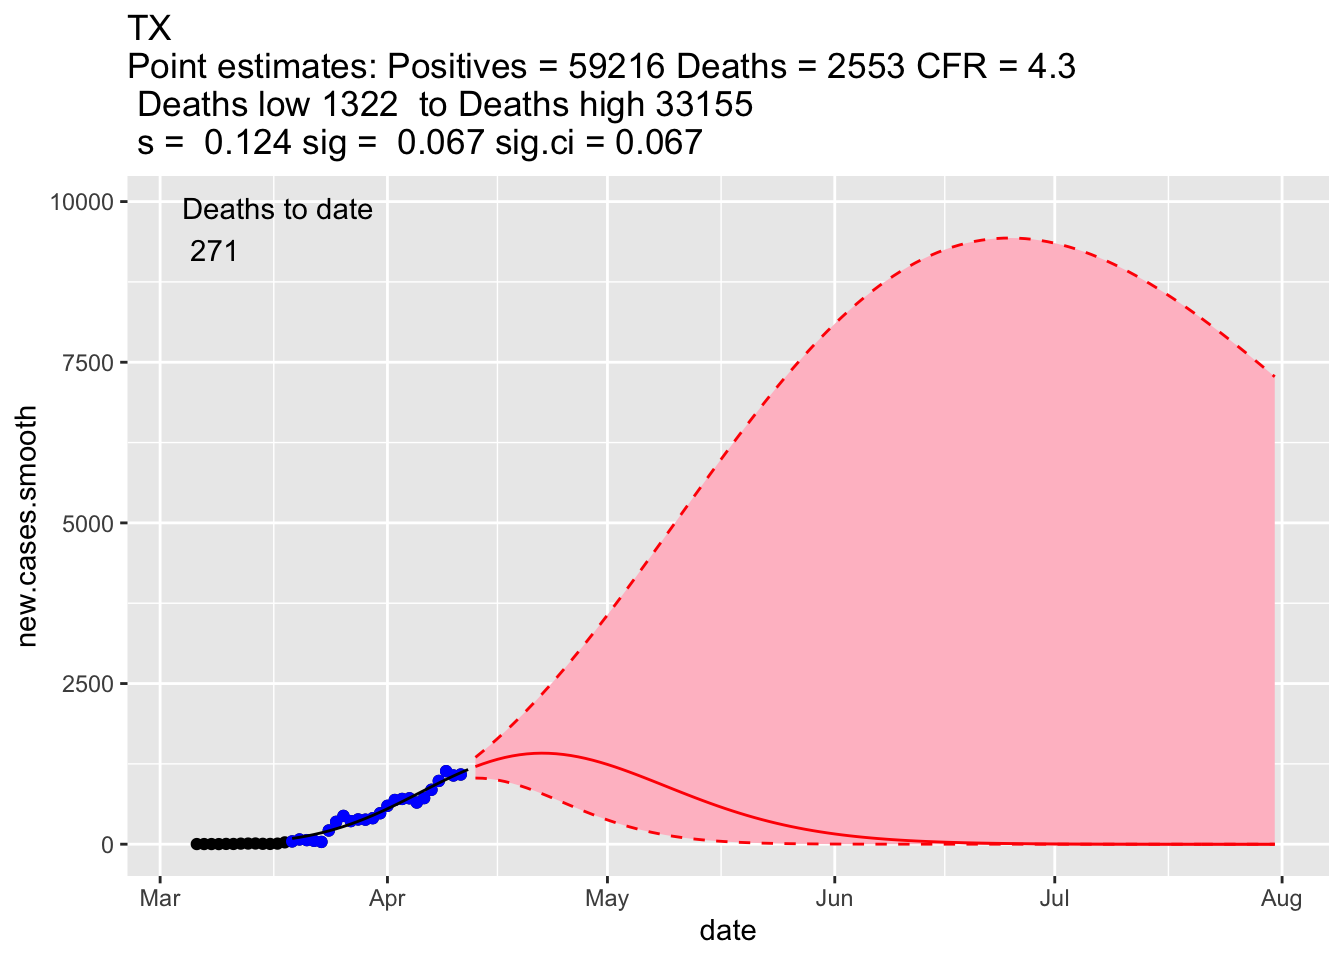 TX
Point estimates: Positives = 59216 Deaths = 2553 CFR = 4.3
Deaths low 1322  to Deaths high 33155
s =  0.124 sig =  0.067 sig.ci = 0.067
Deaths to date
271
10000
7500
5000
2500
0
new.cases.smooth
Mar Apr May Jun Jul Aug
date